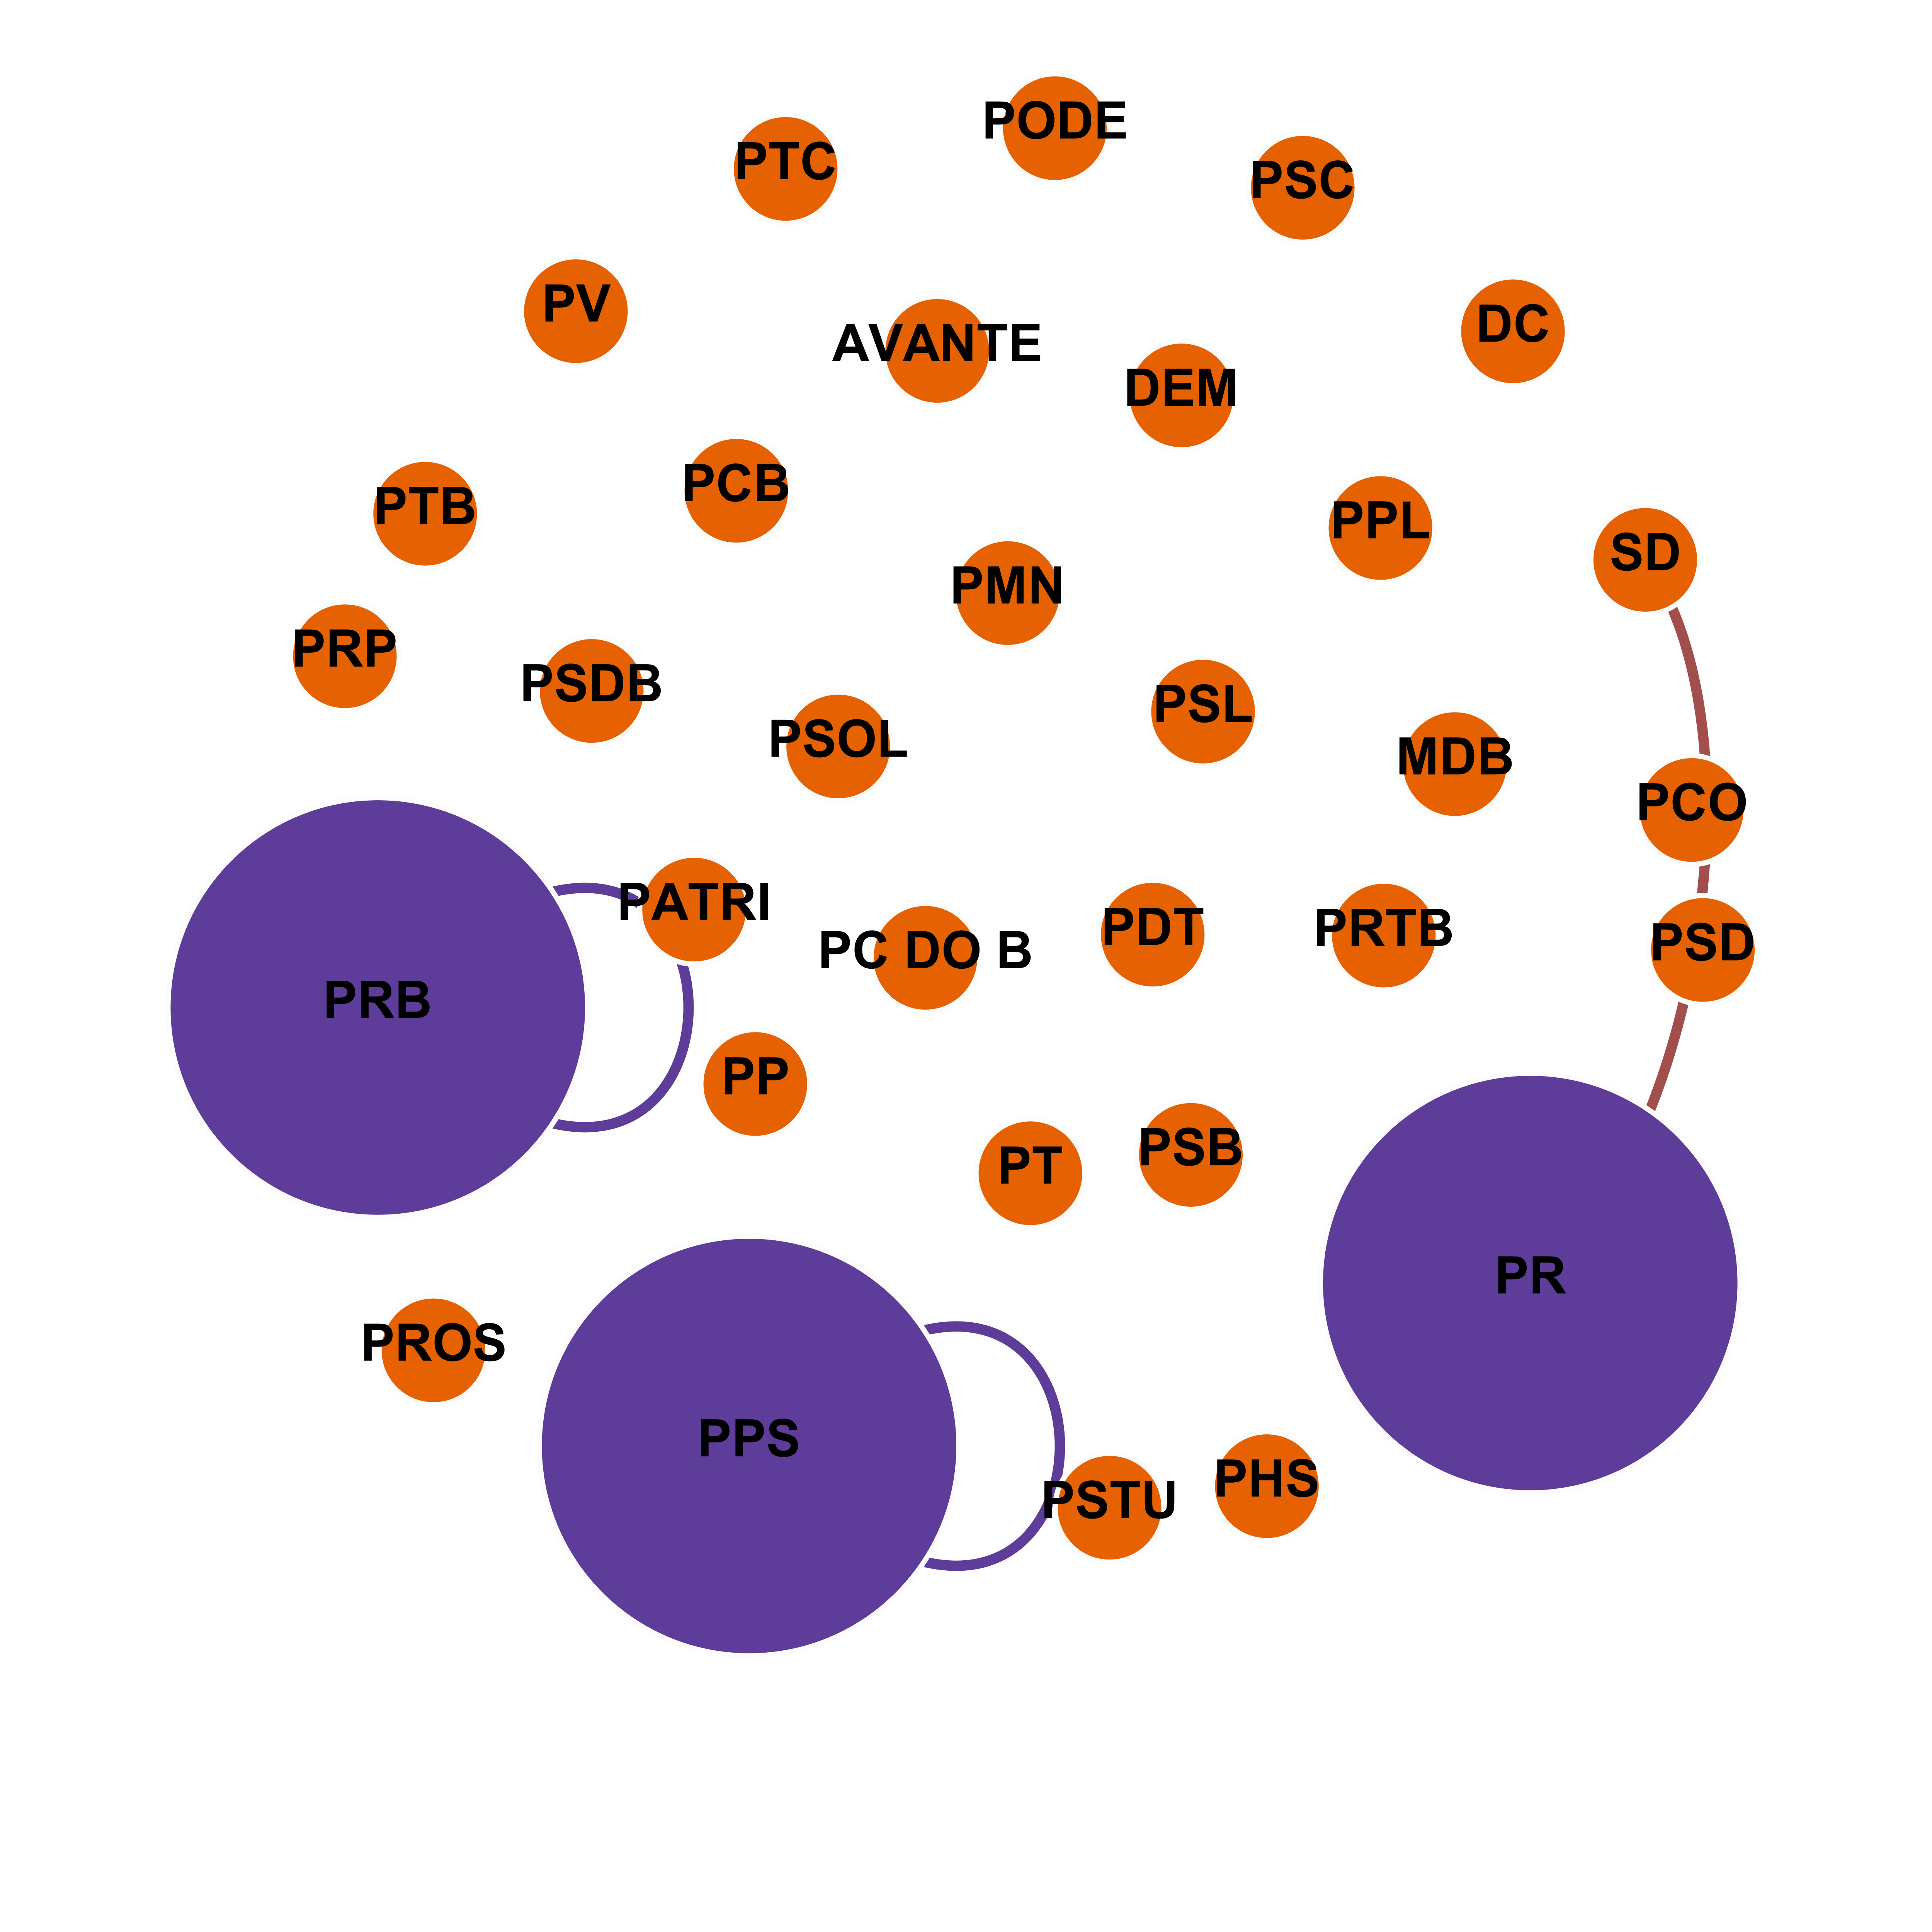 PODE
PTC
PSC
PV
DC
AVANTE
DEM
PCB
PTB
PPL
SD
PMN
PRP
PSDB
PSL
PSOL
MDB
PCO
PATRI
PDT
PRTB
PSD
PC DO B
PRB
PP
PSB
PT
PR
PROS
PPS
PHS
PSTU